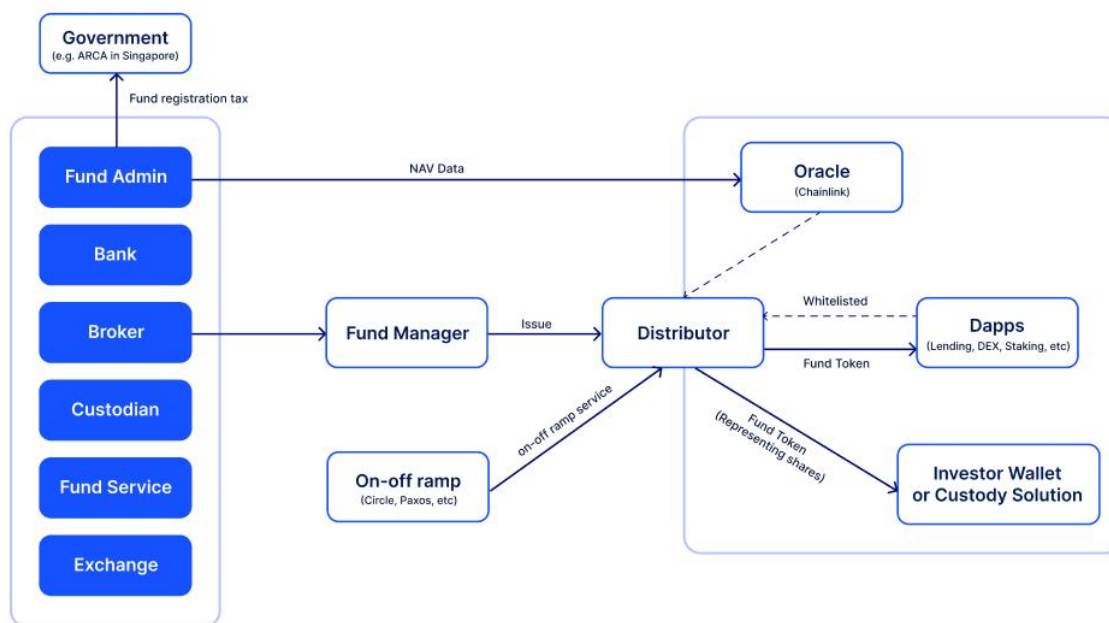 Government
(e.g. ARCA in Singapore)
Fund registration tax
Fund Admin
NAV Data
Oracle
(Chainlink)
Bank
Broker
Fund Manager
Issue
Distributor
Whitelisted
Dapps
(Lending, DEX, Staking, etc)
Fund Token
Custodian
on-off ramp service
Fund Token
(Representing shares)
Fund Service
On-off ramp
(Circle, Paxos, etc)
Investor Wallet
or Custody Solution
Exchange